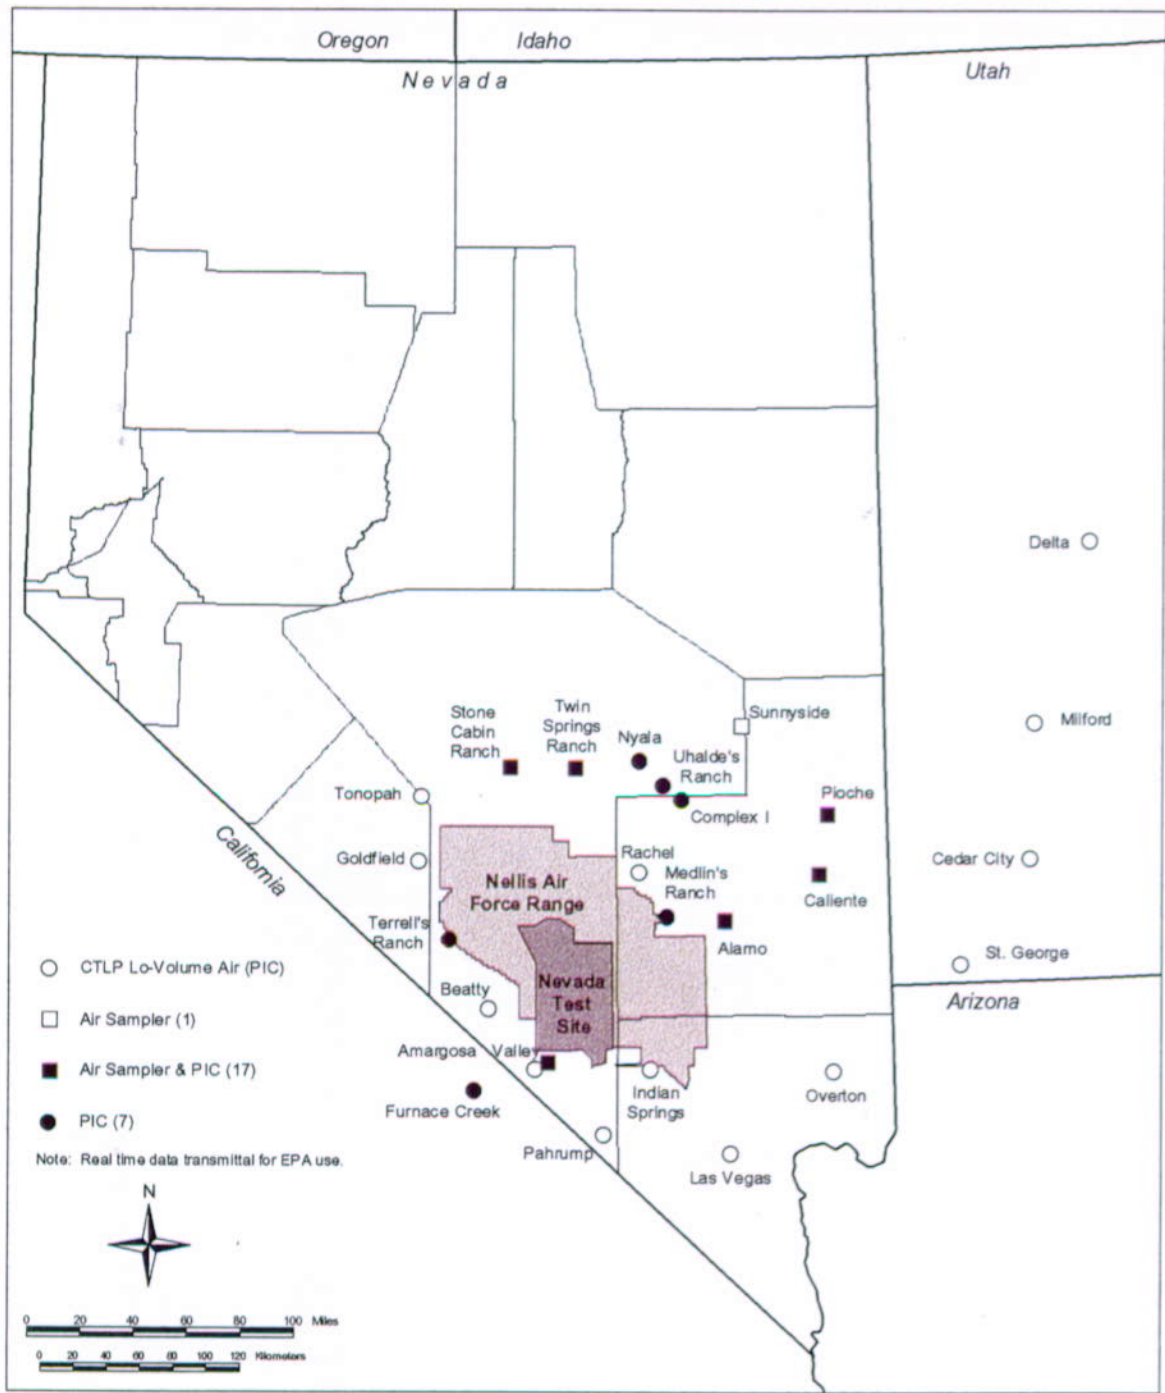 Oregon
Idaho
Nevada
Utah
Delta
Milford
Stone
Cabin
Ranch
Twin
Springs
Ranch
Nyala
Sunnyside
Uhalde's
Ranch
Complex I
Pioche
Tonopah
California
Goldfield
Rachel
Medlin's
Ranch
Cedar City
Caliente
Nellis Air
Force Range
Terrell's
Ranch
Alamo
St. George
Arizona
Beatty
Nevada
Test
Site
Amargosa Valley
Furnace Creek
Indian
Springs
Overton
Pahrump
Las Vegas
CTLP Lo-Volume Air (PIC)
Air Sampler (1)
Air Sampler & PIC (17)
PIC (7)
Note: Real time data transmittal for EPA use.
N
0 20 40 60 80 100 Miles
0 20 40 60 80 100 120 Kilometers